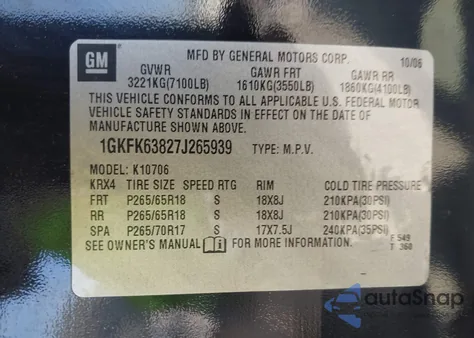 GM
MFD BY GENERAL MOTORS CORP. 10/06
GVWR GAWR FRT GAWR RR
3221KG(7100LB) 1610KG(3550LB) 1860KG(4100LB)
THIS VEHICLE CONFORMS TO ALL APPLICABLE U.S. FEDERAL MOTOR
VEHICLE SAFETY STANDARDS IN EFFECT ON THE DATE OF
MANUFACTURE SHOWN ABOVE.
1GKFK63827J265939 TYPE: M.P.V.
MODEL: K10706
KRX4 TIRE SIZE SPEED RTG RIM COLD TIRE PRESSURE
FRT P265/65R18 S 18X8J 210KPA(30PSI)
RR P265/65R18 S 18X8J 210KPA(30PSI)
SPA P265/70R17 S 17X7.5J 240KPA(35PSI)
SEE OWNER'S MANUAL FOR MORE INFORMATION. F 549
T 360
autoSnap